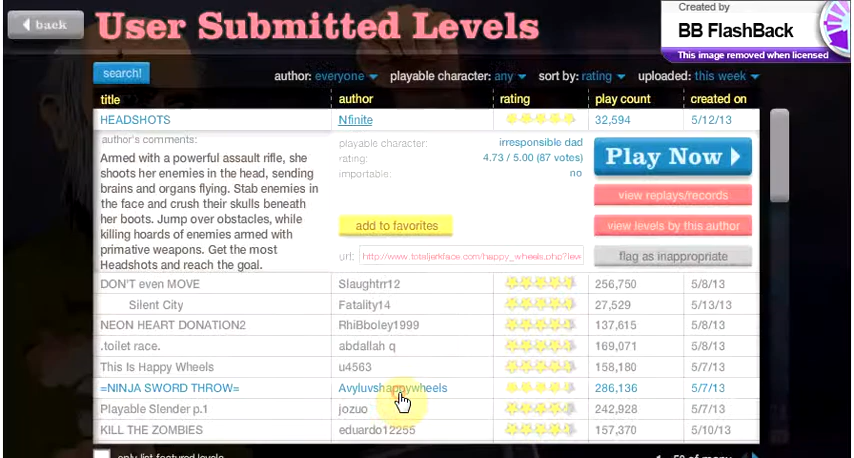 back
User Submitted Levels
Created by
BB FlashBack
This image removed when licensed
search!
author: everyone playable character: any sort by: rating uploaded: this week
title author rating play count created on
HEADSHOTS Nfinite 32,594 5/12/13
author's comments:
Armed with a powerful assault rifle, she
shoots her enemies in the head, sending
brains and organs flying. Stab enemies in
the face and crush their skulls beneath
her boots. Jump over obstacles, while
killing hoards of enemies armed with
primative weapons. Get the most
Headshots and reach the goal.
playable character: irresponsible dad
rating: 4.73 / 5.00 (87 votes)
importable: no
add to favorites
url: http://www.totaljerkface.com/happy_wheels.php?leve
Play Now
view replays/records
view levels by this author
flag as inappropriate
DON'T even MOVE Slaughtrr12 256,750 5/8/13
Silent City Fatality14 27,529 5/13/13
NEON HEART DONATION2 RhiBboley1999 137,615 5/8/13
.toilet race. abdallah q 169,071 5/8/13
This Is Happy Wheels u4563 158,180 5/7/13
=NINJA SWORD THROW= Avyluvshappywheels 286,136 5/7/13
Playable Slender p.1 jozuo 242,928 5/7/13
KILL THE ZOMBIES eduardo12255 157,370 5/10/13
only list featured levels